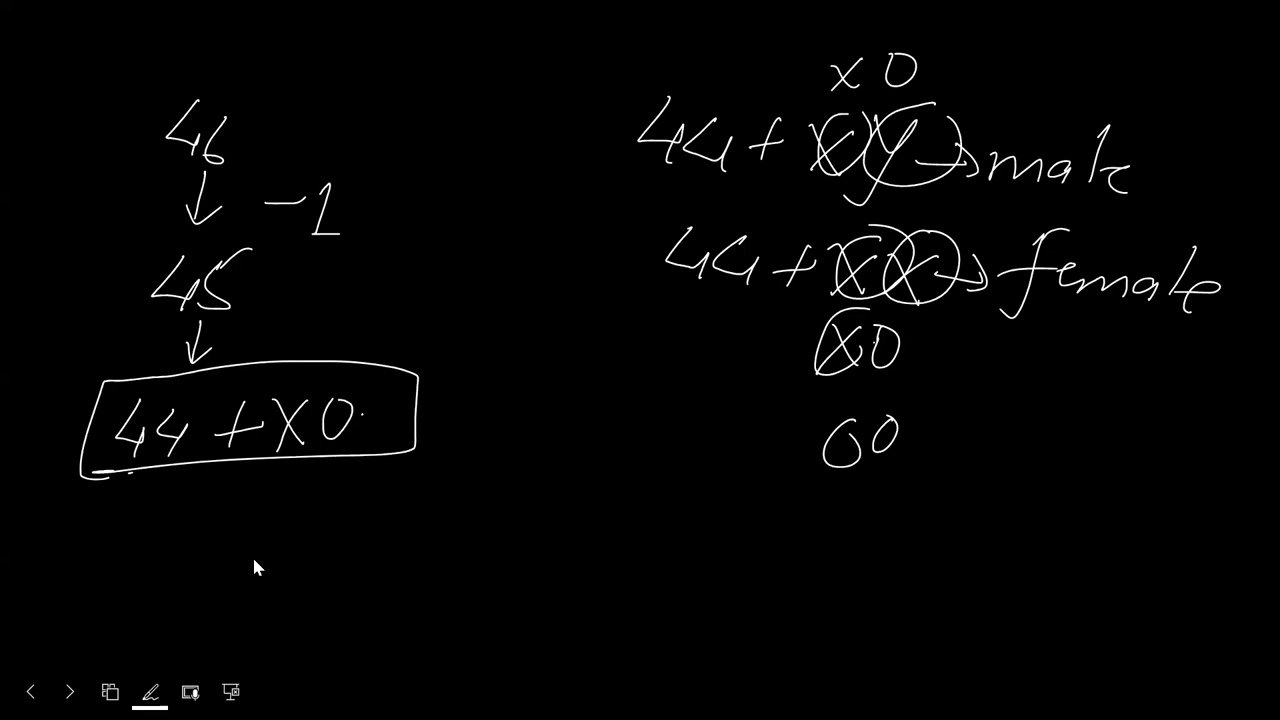 46
- 1
45
44 + XO
XO
44 + XY → male
44 + XX → female
XO
OO